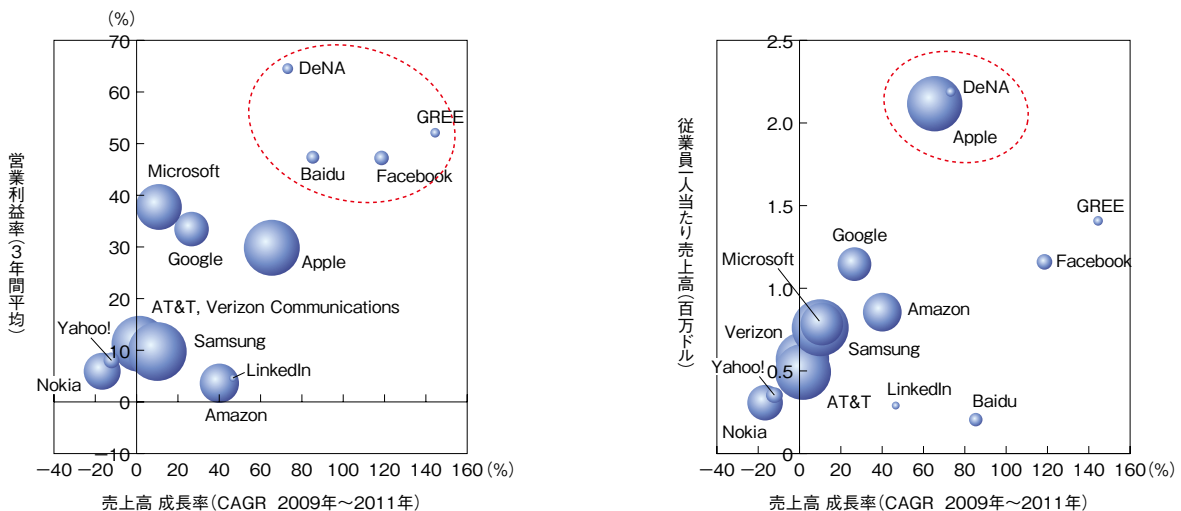 (%)
70
60
50
40
30
20
10
0
−10
−40
−20
0
20
40
60
80
100
120
140
160
(%)
営業利益率(3年間平均)
売上高 成長率(CAGR 2009年~2011年)
DeNA
GREE
Baidu
Facebook
Microsoft
Google
Apple
AT&T, Verizon Communications
Yahoo!
Samsung
Nokia
LinkedIn
Amazon
2.5
2.0
1.5
1.0
0.5
0
−40
−20
0
20
40
60
80
100
120
140
160
(%)
従業員一人当たり売上高(百万ドル)
売上高 成長率(CAGR 2009年~2011年)
DeNA
Apple
GREE
Google
Microsoft
Facebook
Amazon
Verizon
Samsung
Yahoo!
AT&T
LinkedIn
Baidu
Nokia